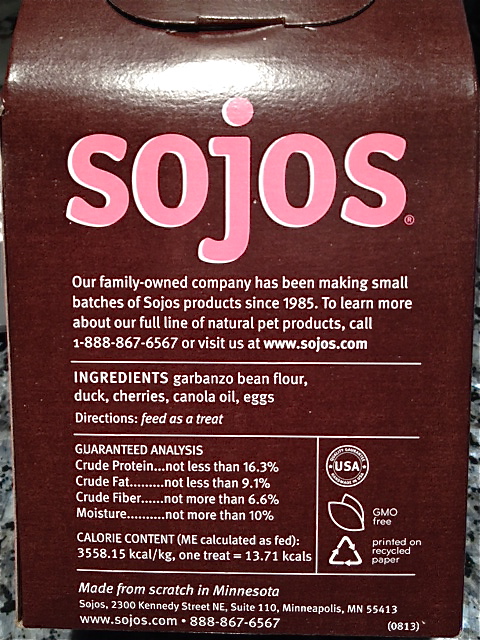 sojos®
Our family-owned company has been making small
batches of Sojos products since 1985. To learn more
about our full line of natural pet products, call
1-888-867-6567 or visit us at www.sojos.com
INGREDIENTS garbanzo bean flour,
duck, cherries, canola oil, eggs
Directions: feed as a treat
GUARANTEED ANALYSIS
Crude Protein...not less than 16.3%
Crude Fat.........not less than 9.1%
Crude Fiber......not more than 6.6%
Moisture..........not more than 10%
CALORIE CONTENT (ME calculated as fed):
3558.15 kcal/kg, one treat = 13.71 kcals
QUALITY GUARANTEED
USA
HANDMADE IN USA
GMO
free
printed on
recycled
paper
Made from scratch in Minnesota
Sojos, 2300 Kennedy Street NE, Suite 110, Minneapolis, MN 55413
www.sojos.com • 888-867-6567
(0813)